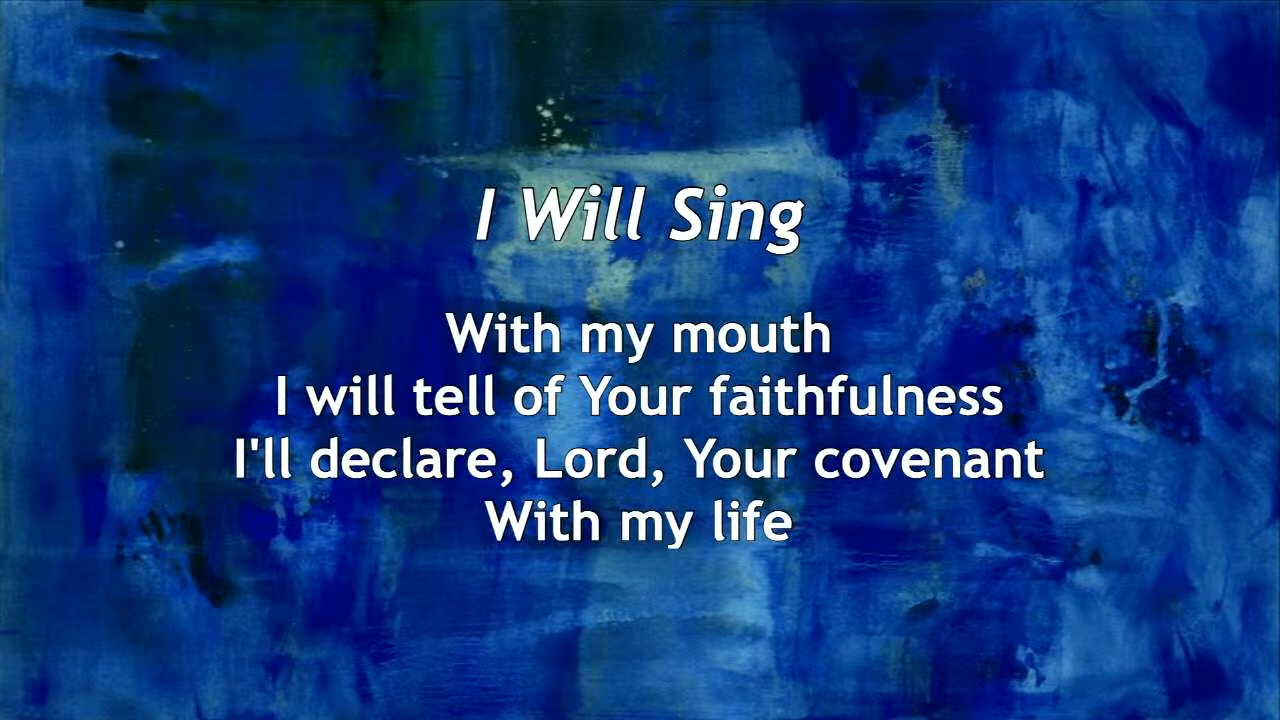 I Will Sing
With my mouth
I will tell of Your faithfulness
I'll declare, Lord, Your covenant
With my life